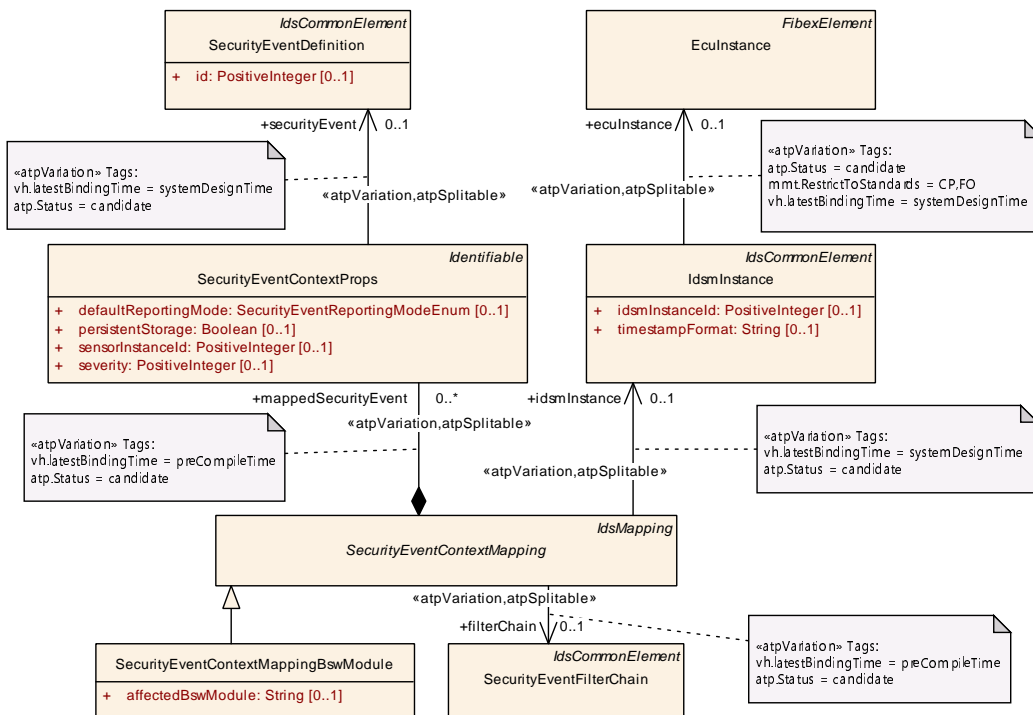 IdsCommonElement
SecurityEventDefinition
+ id: PositiveInteger [0..1]
FibexElement
EcuInstance
+securityEvent 0..1
+ecuInstance 0..1
«atpVariation» Tags:
vh.latestBindingTime = systemDesignTime
atp.Status = candidate
«atpVariation,atpSplitable»
«atpVariation,atpSplitable»
«atpVariation» Tags:
atp.Status = candidate
mmt.RestrictToStandards = CP,FO
vh.latestBindingTime = systemDesignTime
Identifiable
SecurityEventContextProps
+ defaultReportingMode: SecurityEventReportingModeEnum [0..1]
+ persistentStorage: Boolean [0..1]
+ sensorInstanceId: PositiveInteger [0..1]
+ severity: PositiveInteger [0..1]
IdsCommonElement
IdsmInstance
+ idsmInstanceId: PositiveInteger [0..1]
+ timestampFormat: String [0..1]
+mappedSecurityEvent 0..*
+idsmInstance 0..1
«atpVariation,atpSplitable»
«atpVariation» Tags:
vh.latestBindingTime = preCompileTime
atp.Status = candidate
«atpVariation,atpSplitable»
«atpVariation» Tags:
vh.latestBindingTime = systemDesignTime
atp.Status = candidate
IdsMapping
SecurityEventContextMapping
«atpVariation,atpSplitable»
+filterChain 0..1
«atpVariation» Tags:
vh.latestBindingTime = preCompileTime
atp.Status = candidate
SecurityEventContextMappingBswModule
+ affectedBswModule: String [0..1]
IdsCommonElement
SecurityEventFilterChain